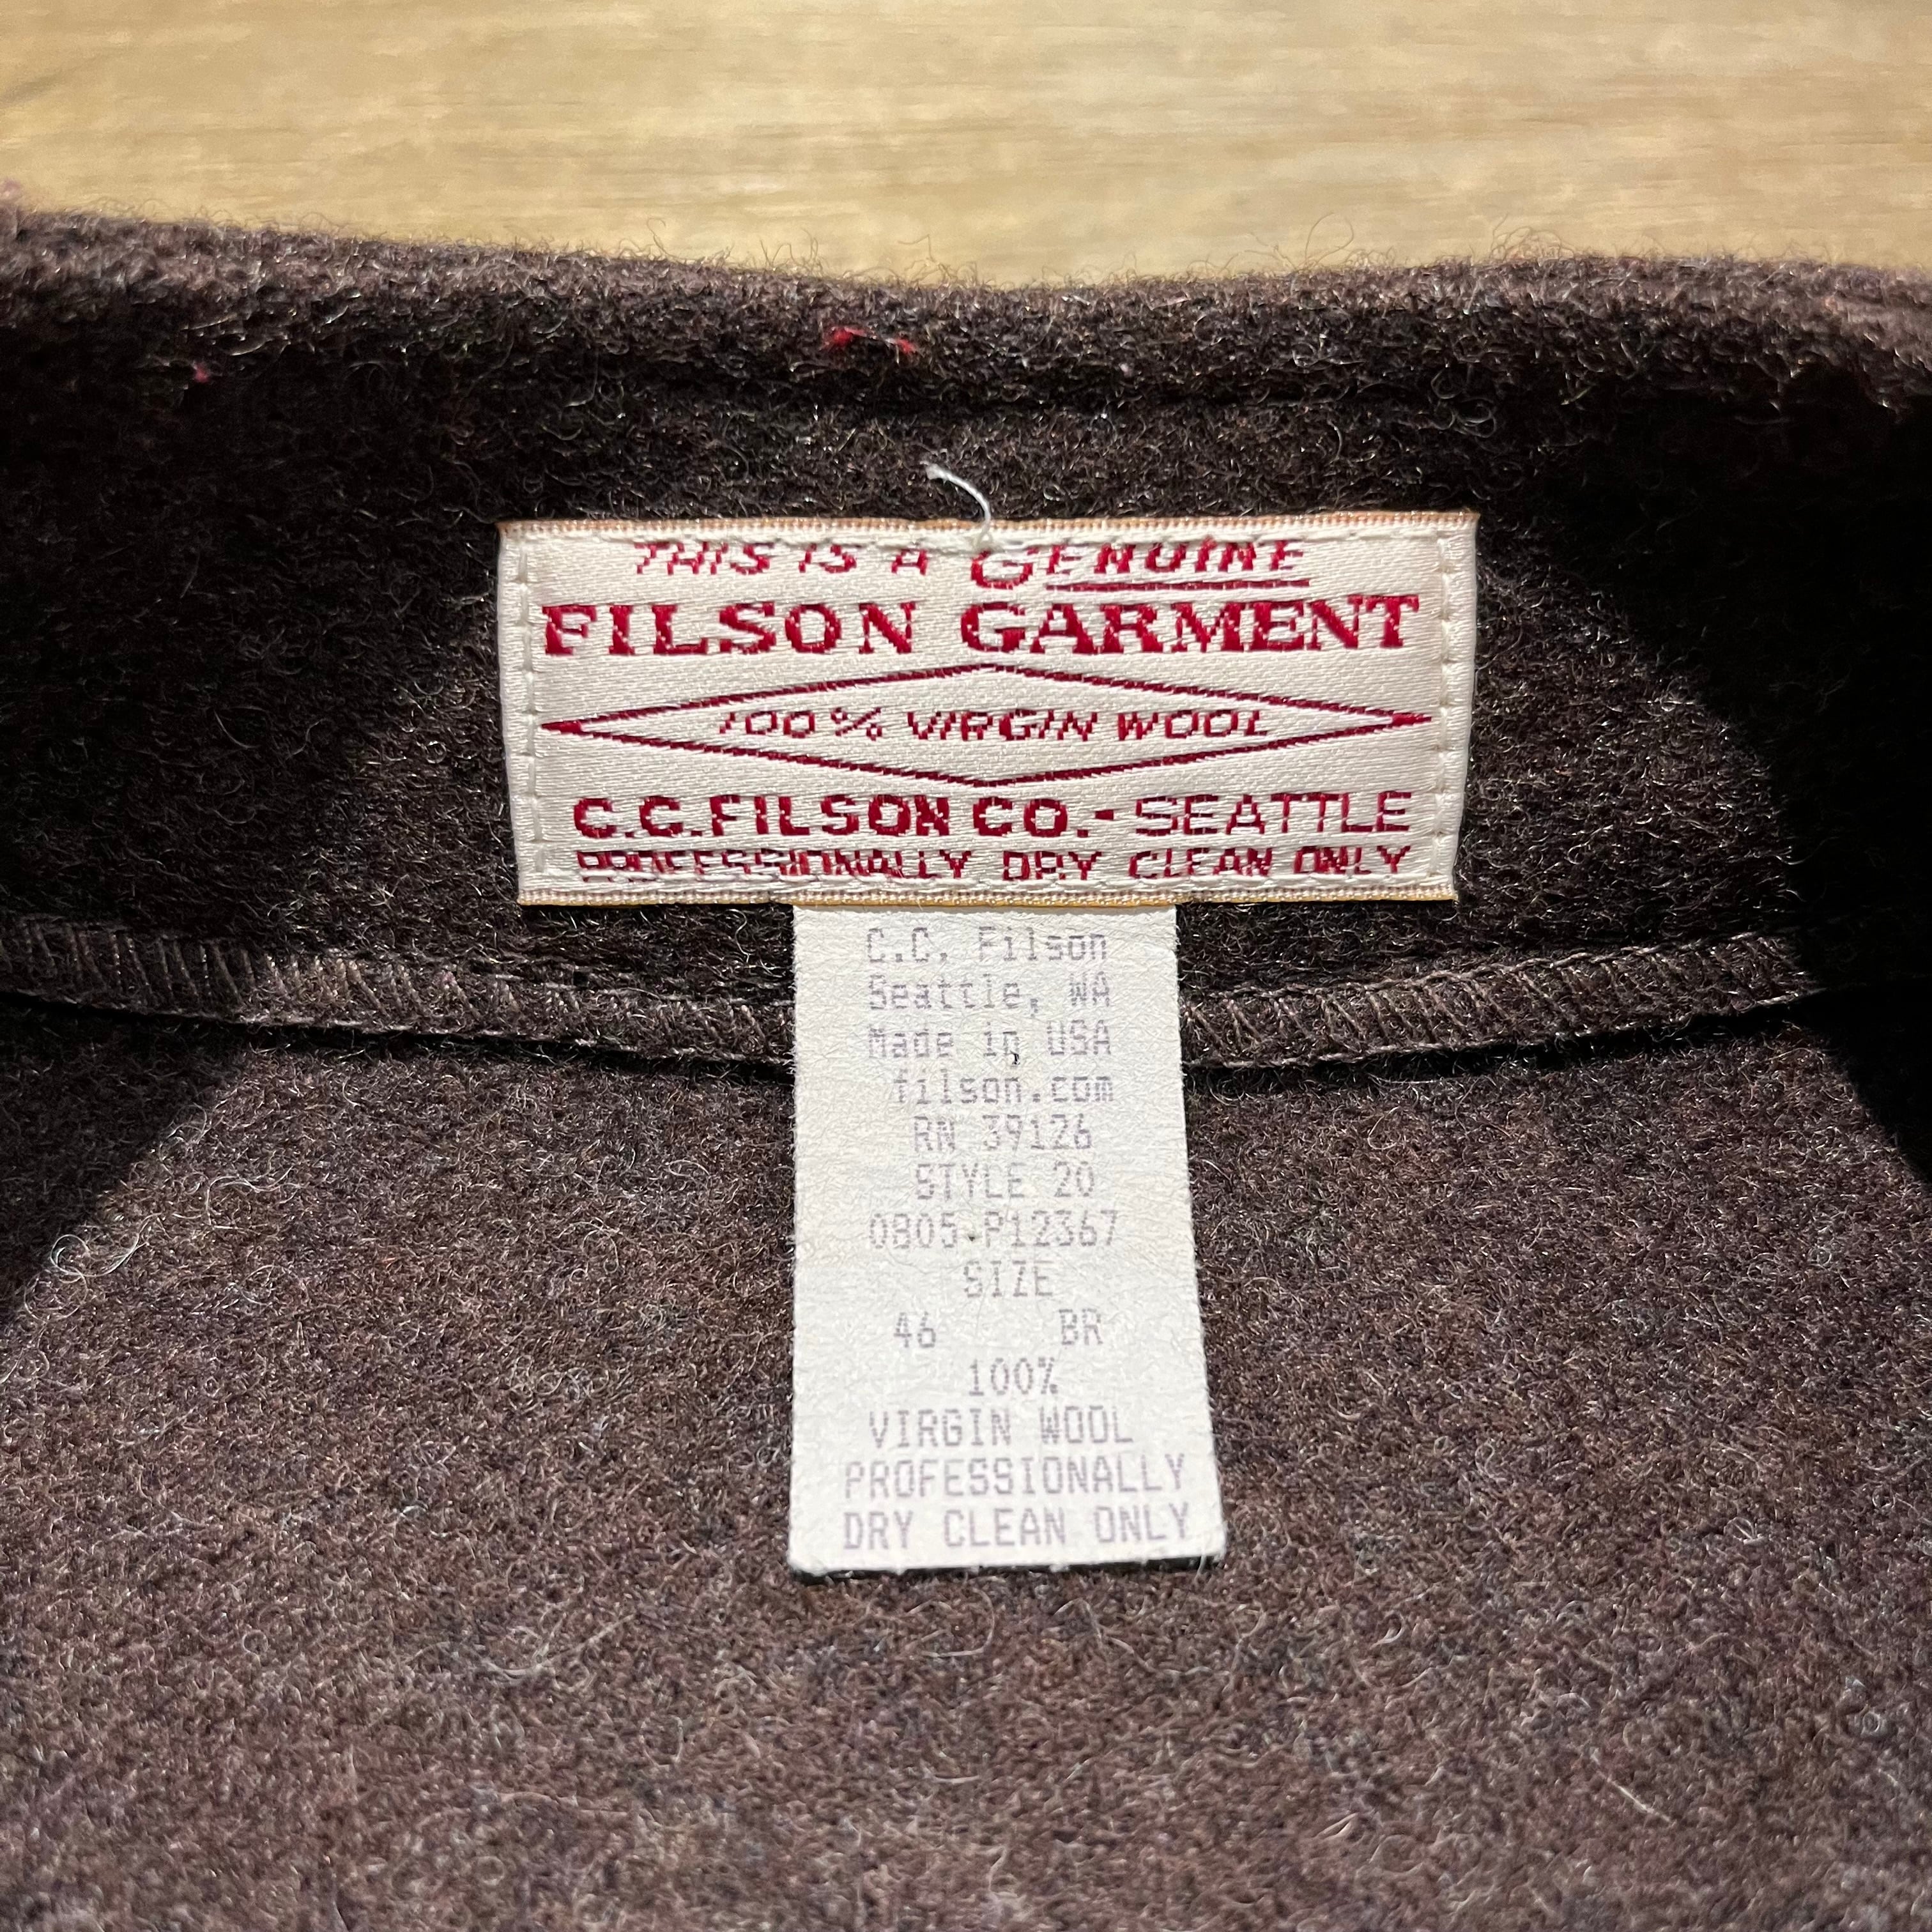 THIS IS A GENUINE
FILSON GARMENT
100% VIRGIN WOOL
C.C. FILSON CO. - SEATTLE
PROFESSIONALLY DRY CLEAN ONLY
C.C. Filson
Seattle, WA
Made in USA
filson.com
RN 39126
STYLE 20
0805-P12367
SIZE
46 BR
100%
VIRGIN WOOL
PROFESSIONALLY
DRY CLEAN ONLY